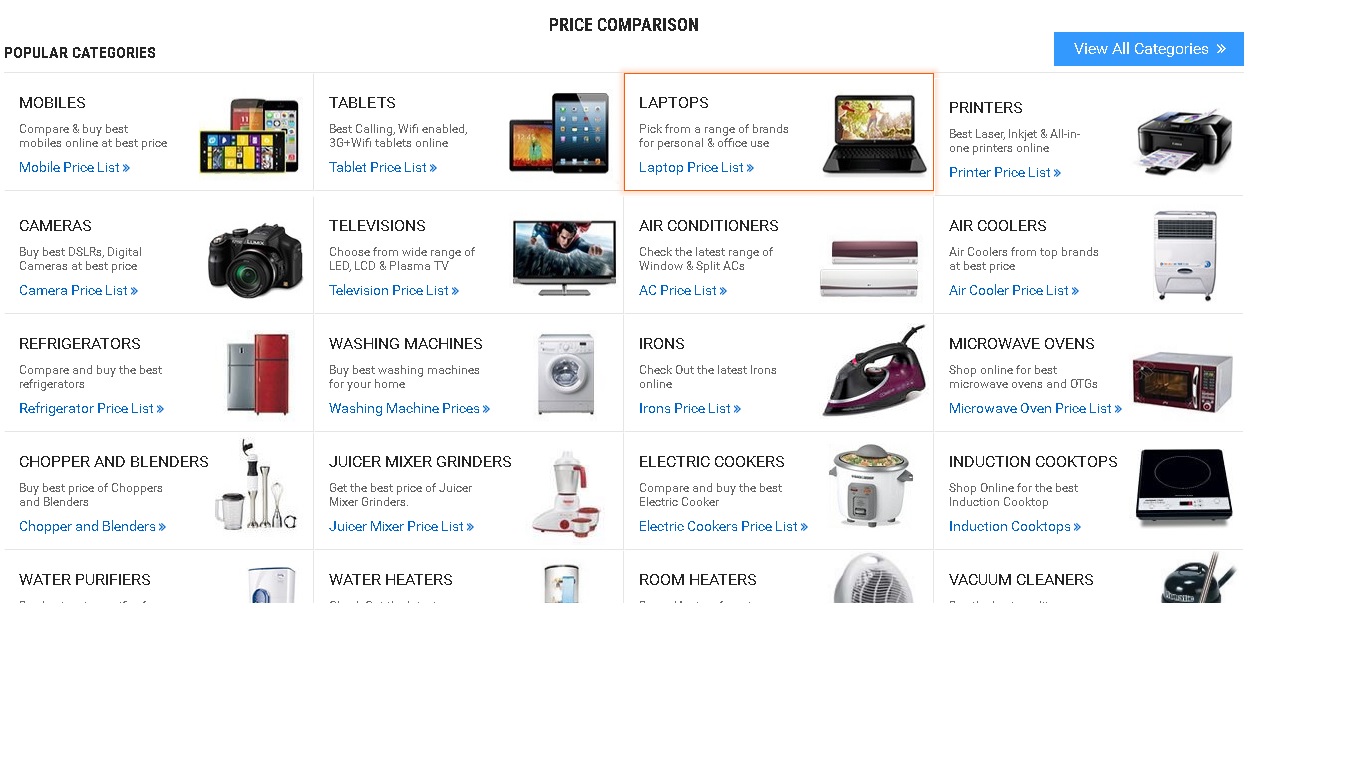 PRICE COMPARISON
POPULAR CATEGORIES
View All Categories »
MOBILES
Compare & buy best
mobiles online at best price
Mobile Price List »
TABLETS
Best Calling, Wifi enabled,
3G+Wifi tablets online
Tablet Price List »
LAPTOPS
Pick from a range of brands
for personal & office use
Laptop Price List »
PRINTERS
Best Laser, Inkjet & All-in-
one printers online
Printer Price List »
CAMERAS
Buy best DSLRs, Digital
Cameras at best price
Camera Price List »
TELEVISIONS
Choose from wide range of
LED, LCD & Plasma TV
Television Price List »
AIR CONDITIONERS
Check the latest range of
Window & Split ACs
AC Price List »
AIR COOLERS
Air Coolers from top brands
at best price
Air Cooler Price List »
REFRIGERATORS
Compare and buy the best
refrigerators
Refrigerator Price List »
WASHING MACHINES
Buy best washing machines
for your home
Washing Machine Prices »
IRONS
Check Out the latest Irons
online
Irons Price List »
MICROWAVE OVENS
Shop online for best
microwave ovens and OTGs
Microwave Oven Price List »
CHOPPER AND BLENDERS
Buy best price of Choppers
and Blenders
Chopper and Blenders »
JUICER MIXER GRINDERS
Get the best price of Juicer
Mixer Grinders.
Juicer Mixer Price List »
ELECTRIC COOKERS
Compare and buy the best
Electric Cooker
Electric Cookers Price List »
INDUCTION COOKTOPS
Shop Online for the best
Induction Cooktop
Induction Cooktops »
WATER PURIFIERS
WATER HEATERS
ROOM HEATERS
VACUUM CLEANERS